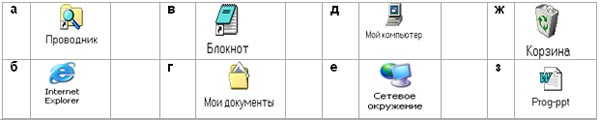 а
Проводник
в
Блокнот
д
Мой компьютер
ж
Корзина
б
Internet
Explorer
г
Мои документы
е
Сетевое
окружение
з
Prog-ppt